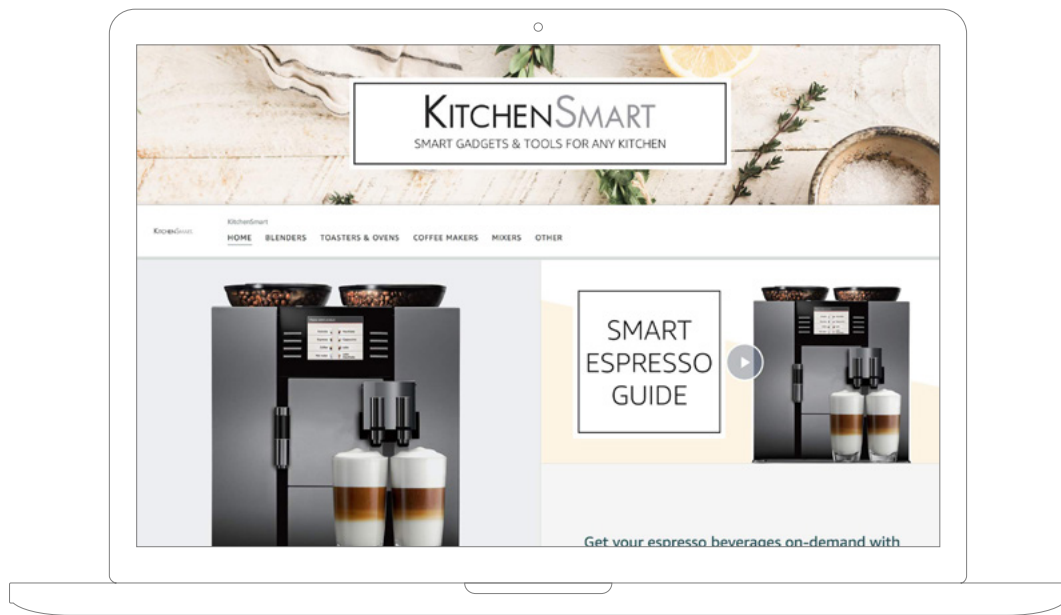 KITCHENSMART
SMART GADGETS & TOOLS FOR ANY KITCHEN
KITCHENSMART
KitchenSmart
HOME BLENDERS TOASTERS & OVENS COFFEE MAKERS MIXERS OTHER
SMART
ESPRESSO
GUIDE
Get your espresso beverages on-demand with